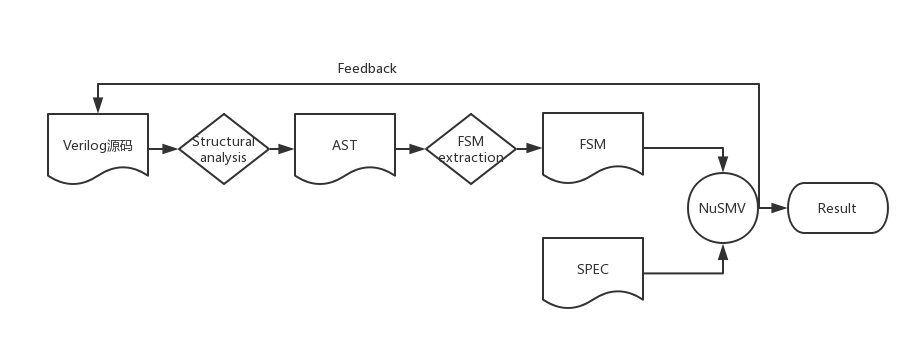 Feedback
Verilog源码
Structural
analysis
AST
FSM
extraction
FSM
NuSMV
Result
SPEC